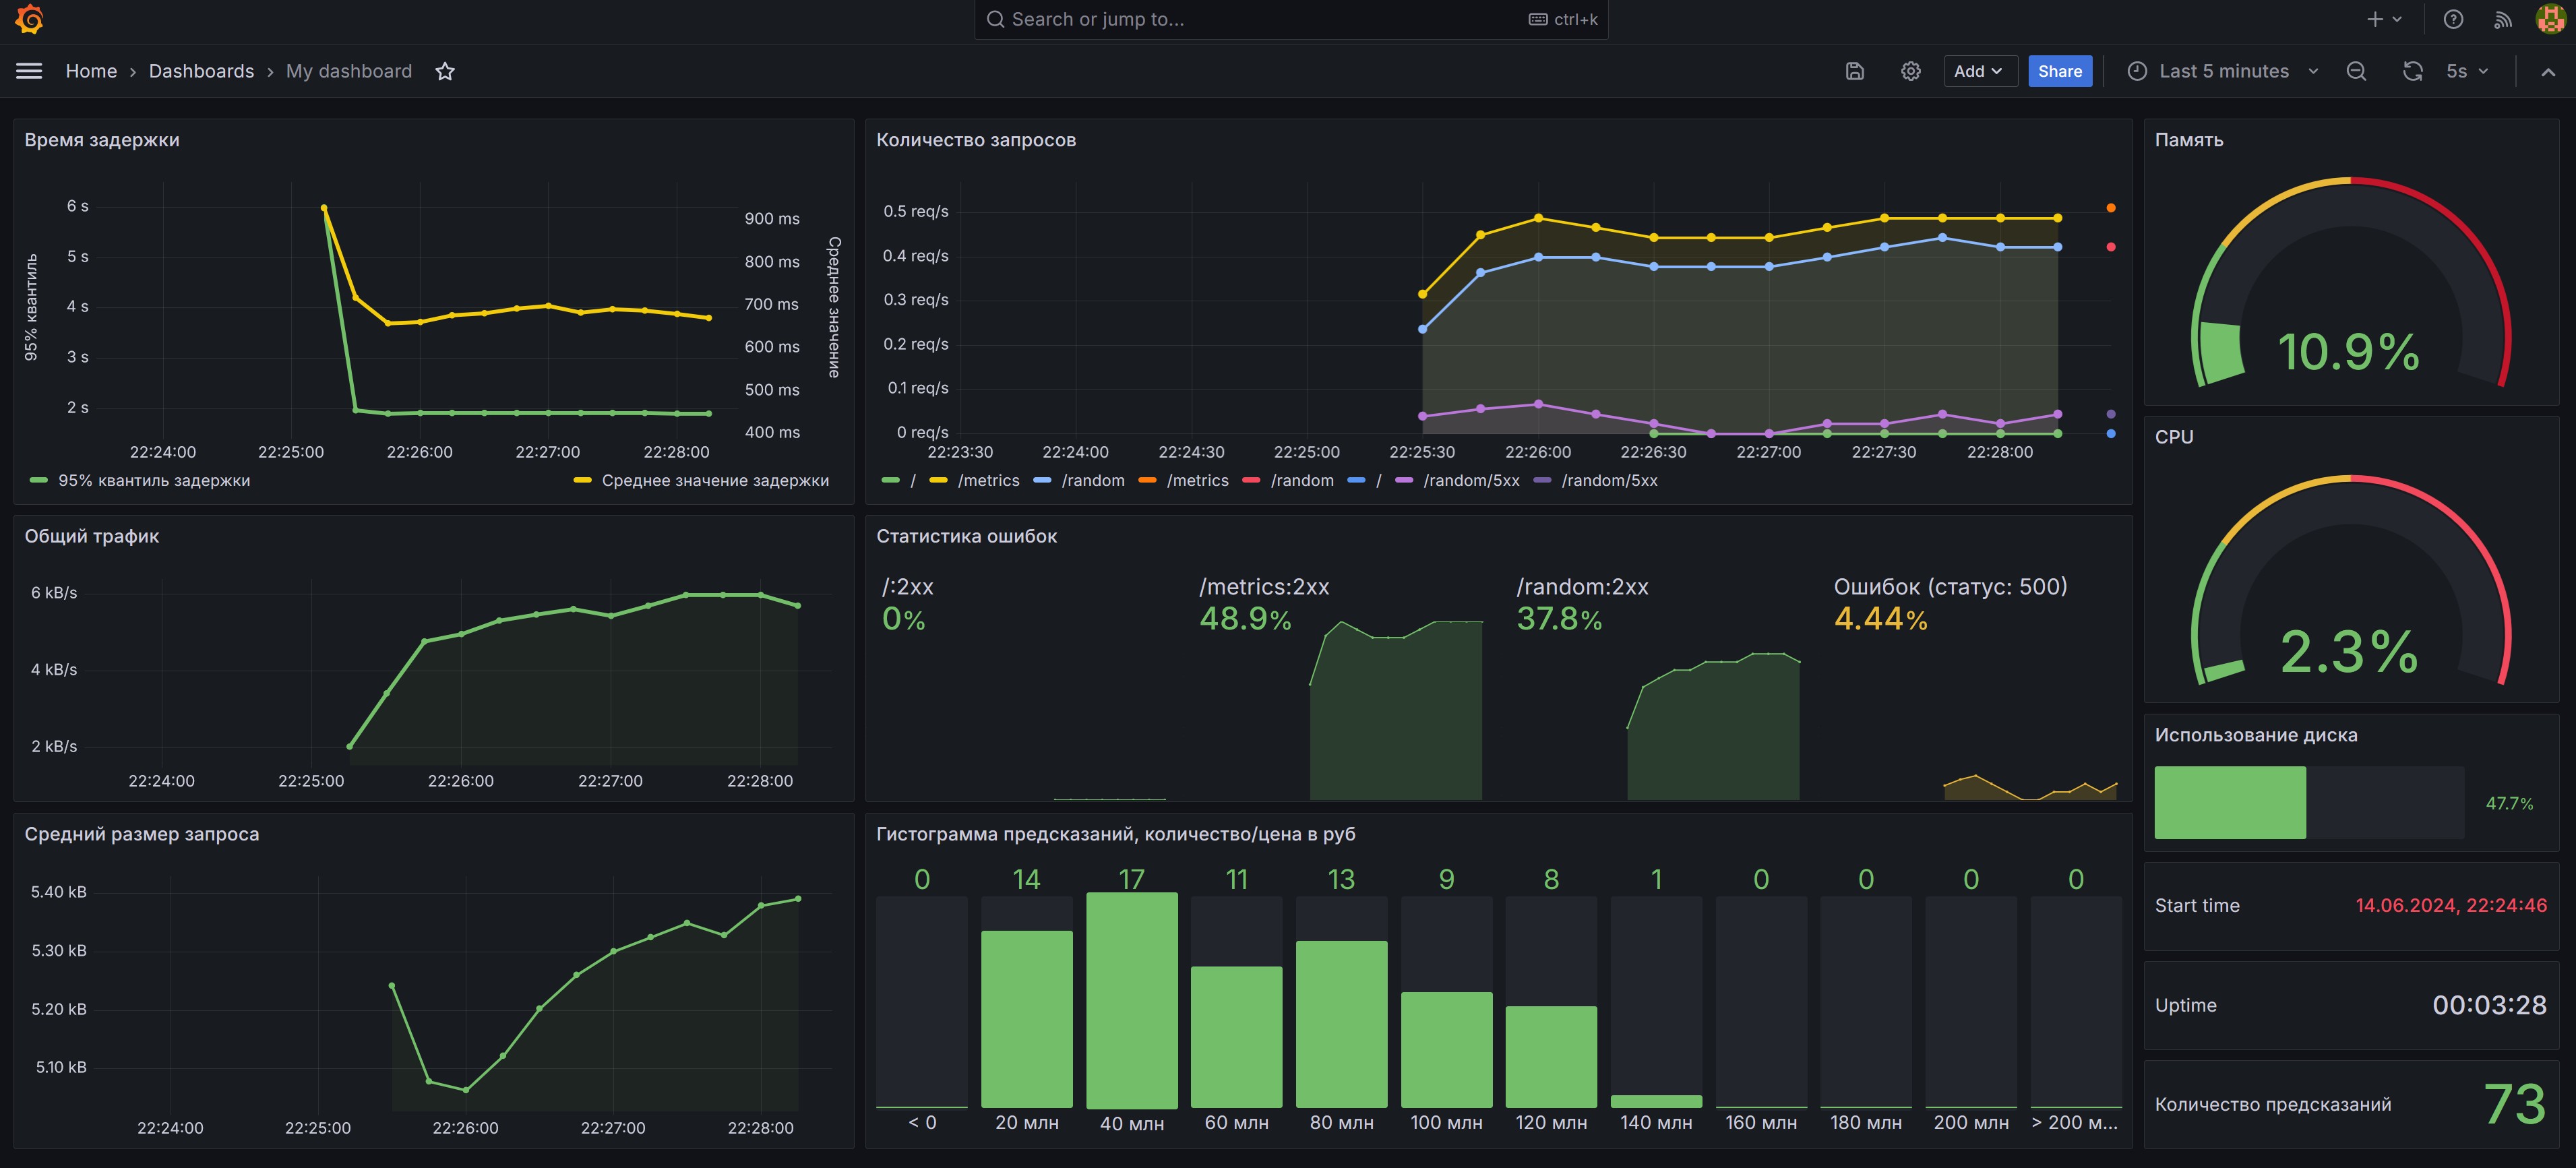 Search or jump to... ctrl+k
Home › Dashboards › My dashboard Add Share Last 5 minutes 5s
Время задержки
95% квантиль
6 s
5 s
4 s
3 s
2 s
900 ms
800 ms
700 ms
600 ms
500 ms
400 ms
Среднее значение
22:24:00 22:25:00 22:26:00 22:27:00 22:28:00
95% квантиль задержки Среднее значение задержки
Количество запросов
0.5 req/s
0.4 req/s
0.3 req/s
0.2 req/s
0.1 req/s
0 req/s
22:23:30 22:24:00 22:24:30 22:25:00 22:25:30 22:26:00 22:26:30 22:27:00 22:27:30 22:28:00
/ /metrics /random /metrics /random / /random/5xx /random/5xx
Память
10.9%
CPU
2.3%
Общий трафик
6 kB/s
4 kB/s
2 kB/s
22:24:00 22:25:00 22:26:00 22:27:00 22:28:00
Статистика ошибок
/:2xx /metrics:2xx /random:2xx Ошибок (статус: 500)
0% 48.9% 37.8% 4.44%
Использование диска
47.7%
Средний размер запроса
5.40 kB
5.30 kB
5.20 kB
5.10 kB
22:24:00 22:25:00 22:26:00 22:27:00 22:28:00
Гистограмма предсказаний, количество/цена в руб
0 14 17 11 13 9 8 1 0 0 0 0
< 0 20 млн 40 млн 60 млн 80 млн 100 млн 120 млн 140 млн 160 млн 180 млн 200 млн > 200 м...
Start time 14.06.2024, 22:24:46
Uptime 00:03:28
Количество предсказаний 73